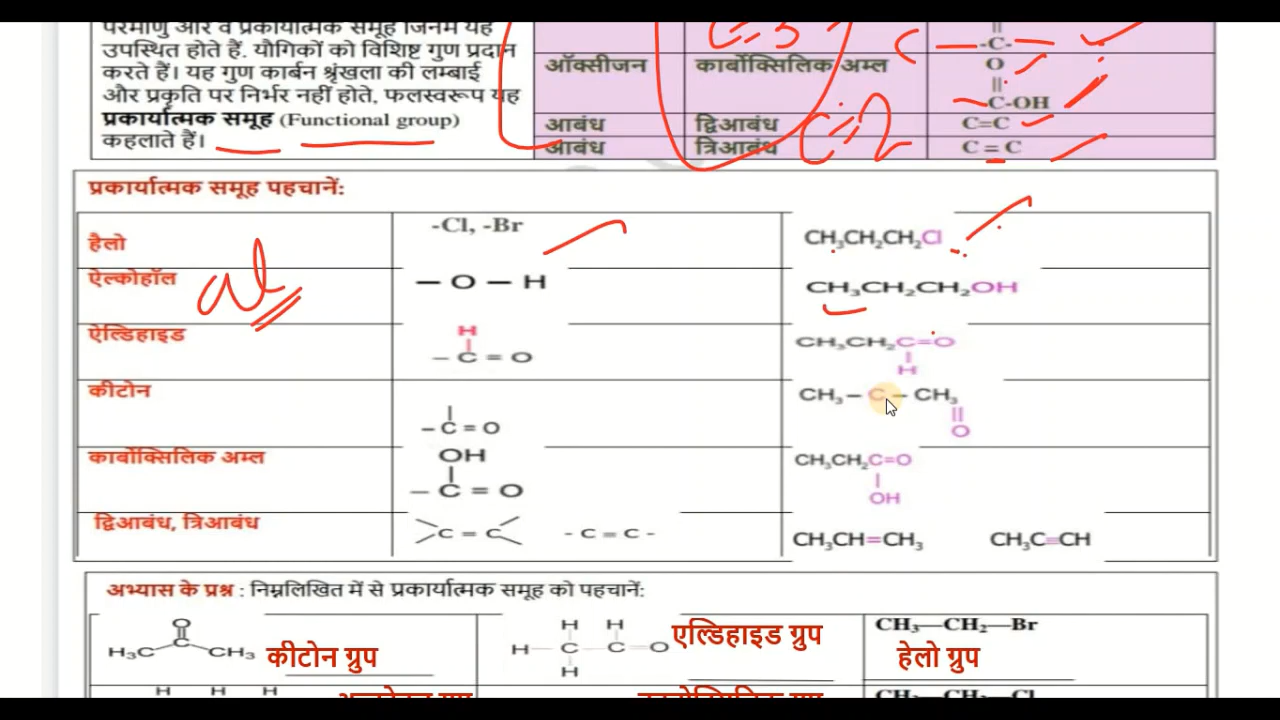 परमाणु और वे प्रकार्यात्मक समूह जिनमें यह
उपस्थित होते हैं. यौगिकों को विशिष्ट गुण प्रदान
करते हैं। यह गुण कार्बन श्रृंखला की लम्बाई
और प्रकृति पर निर्भर नहीं होते, फलस्वरूप यह
प्रकार्यात्मक समूह (Functional group)
कहलाते हैं।
-C-
ऑक्सीजन कार्बोक्सिलिक अम्ल O
॥
C-OH
आबंध द्विआबंध C=C
आबंध त्रिआबंध C = C
C=2
प्रकार्यात्मक समूह पहचानें:
हैलो -Cl, -Br CH₃CH₂CH₂Cl
ऐल्कोहॉल – O – H CH₃CH₂CH₂OH
al
ऐल्डिहाइड H
– C = O CH₃CH₂C=O
H
कीटोन CH₃ – C – CH₃
– C = O O
कार्बोक्सिलिक अम्ल OH CH₃CH₂C=O
– C = O OH
द्विआबंध, त्रिआबंध C = C - C = C - CH₃CH=CH₃ CH₃C≡CH
अभ्यास के प्रश्न : निम्नलिखित में से प्रकार्यात्मक समूह को पहचानें:
O H H एल्डिहाइड ग्रुप CH₃—CH₂—Br
H₃C C CH₃ कीटोन ग्रुप H C C O हेलो ग्रुप
H
H H H